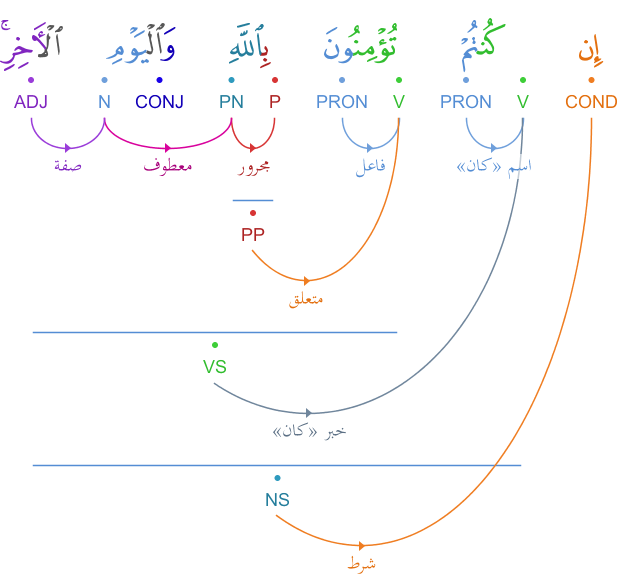 إِن كُنتُمْ تُؤْمِنُونَ بِٱللَّهِ وَٱلْيَوْمِ ٱلْـَٔاخِرِ ۚ
COND V PRON V PRON P PN CONJ N ADJ
اسم «كان» فاعل مجرور معطوف صفة
PP
متعلق
VS
خبر «كان»
NS
شرط